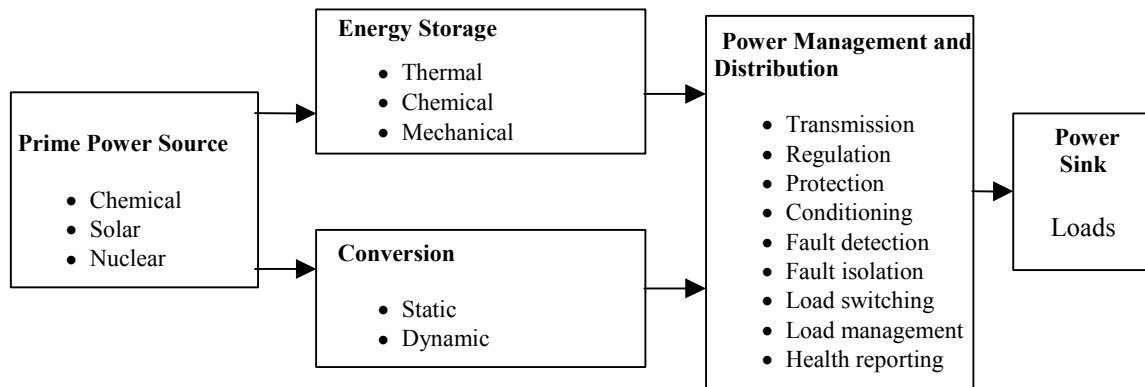 Prime Power Source
• Chemical
• Solar
• Nuclear
Energy Storage
• Thermal
• Chemical
• Mechanical
Conversion
• Static
• Dynamic
Power Management and
Distribution
• Transmission
• Regulation
• Protection
• Conditioning
• Fault detection
• Fault isolation
• Load switching
• Load management
• Health reporting
Power
Sink
Loads